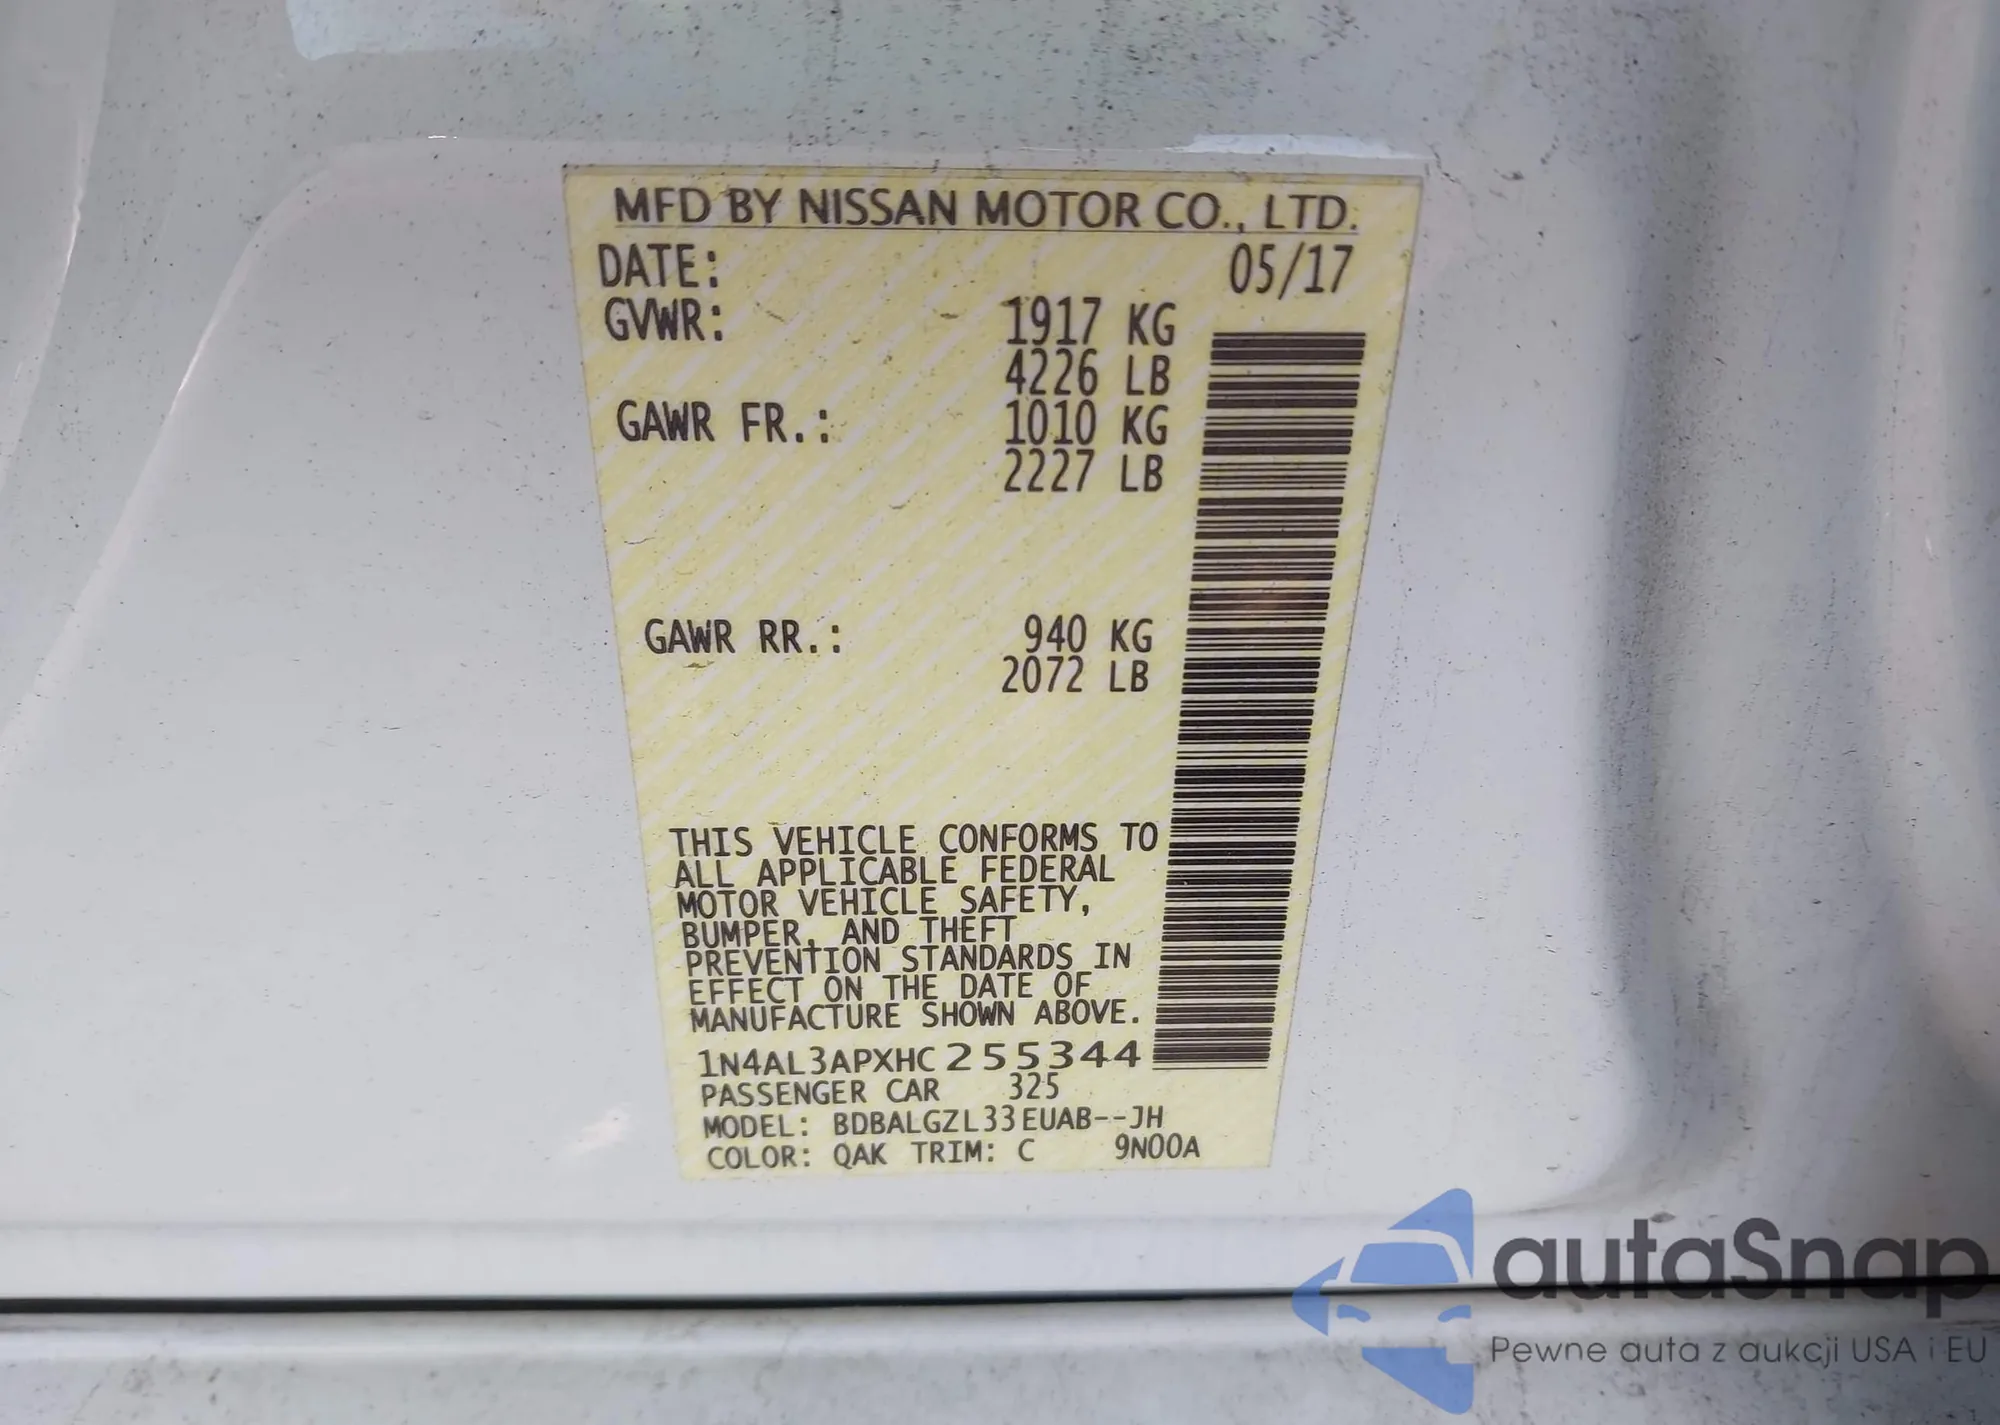 MFD BY NISSAN MOTOR CO., LTD.
DATE: 05/17
GVWR: 1917 KG
4226 LB
GAWR FR.: 1010 KG
2227 LB
GAWR RR.: 940 KG
2072 LB
THIS VEHICLE CONFORMS TO
ALL APPLICABLE FEDERAL
MOTOR VEHICLE SAFETY,
BUMPER, AND THEFT
PREVENTION STANDARDS IN
EFFECT ON THE DATE OF
MANUFACTURE SHOWN ABOVE.
1N4AL3APXHC255344
PASSENGER CAR 325
MODEL: BDBALGZL33EUAB--JH
COLOR: QAK TRIM: C 9N00A
autaSnap
Pewne auta z aukcji USA i EU